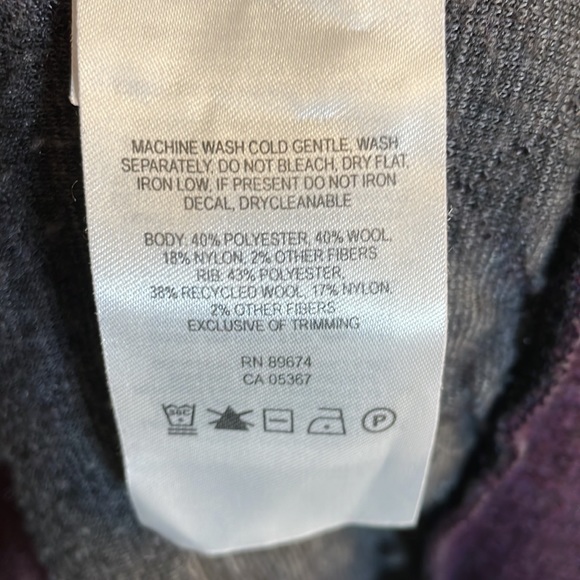 MACHINE WASH COLD GENTLE, WASH
SEPARATELY, DO NOT BLEACH, DRY FLAT,
IRON LOW, IF PRESENT DO NOT IRON
DECAL, DRYCLEANABLE
BODY: 40% POLYESTER, 40% WOOL,
18% NYLON, 2% OTHER FIBERS
RIB: 43% POLYESTER,
38% RECYCLED WOOL, 17% NYLON,
2% OTHER FIBERS
EXCLUSIVE OF TRIMMING
RN 89674
CA 05367
P